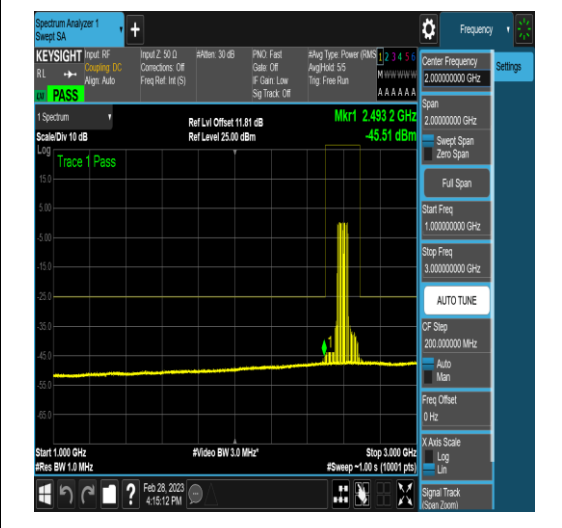 Spectrum Analyzer 1
Swept SA
+
Frequency
KEYSIGHT
RL
PASS
Input: RF
Coupling: DC
Align: Auto
Input Z: 50 Ω
Corrections: Off
Freq Ref: Int (S)
#Atten: 30 dB
PNO: Fast
Gate: Off
IF Gain: Low
Sig Track: Off
#Avg Type: Power (RMS
Avg|Hold: 5/5
Trig: Free Run
1 2 3 4 5 6
M W W W W W
A A A A A A
1 Spectrum
Scale/Div 10 dB
Ref Lvl Offset 11.81 dB
Ref Level 25.00 dBm
Mkr1 2.493 2 GHz
-45.51 dBm
Log
Trace 1 Pass
15.0
5.00
-5.00
-15.0
-25.0
-35.0
-45.0
-55.0
-65.0
1
Start 1.000 GHz
#Res BW 1.0 MHz
#Video BW 3.0 MHz*
Stop 3.000 GHz
#Sweep ~1.00 s (10001 pts)
Feb 28, 2023
4:15:12 PM
?
Center Frequency
2.000000000 GHz
Settings
Span
2.00000000 GHz
Swept Span
Zero Span
Full Span
Start Freq
1.000000000 GHz
Stop Freq
3.000000000 GHz
AUTO TUNE
CF Step
200.000000 MHz
Auto
Man
Freq Offset
0 Hz
X Axis Scale
Log
Lin
Signal Track
(Span Zoom)